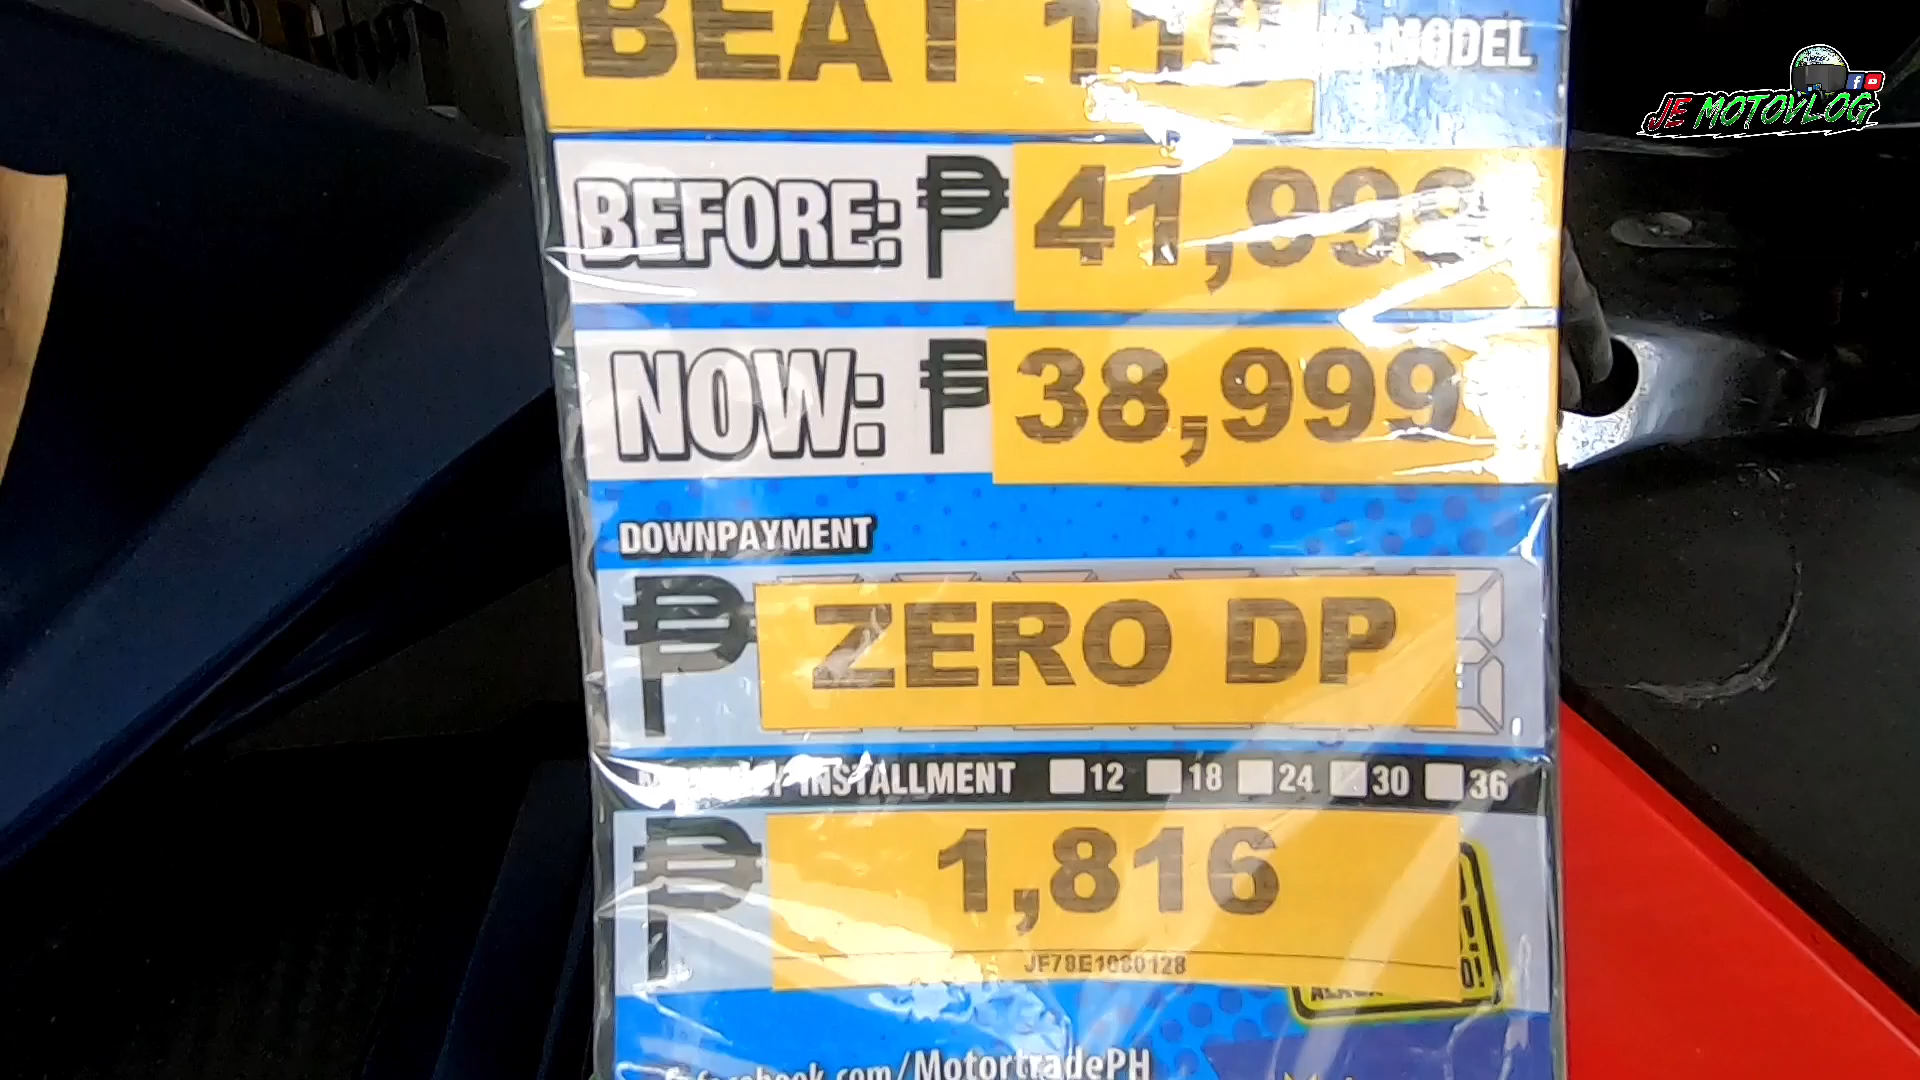 BEAT 11
MODEL
JE MOTOVLOG
BEFORE: ₱ 41,999
NOW: ₱ 38,999
DOWNPAYMENT
₱ ZERO DP
INSTALLMENT 12 18 24 30 36
₱ 1,816
JF78E1080128
facebook.com/MotortradePH